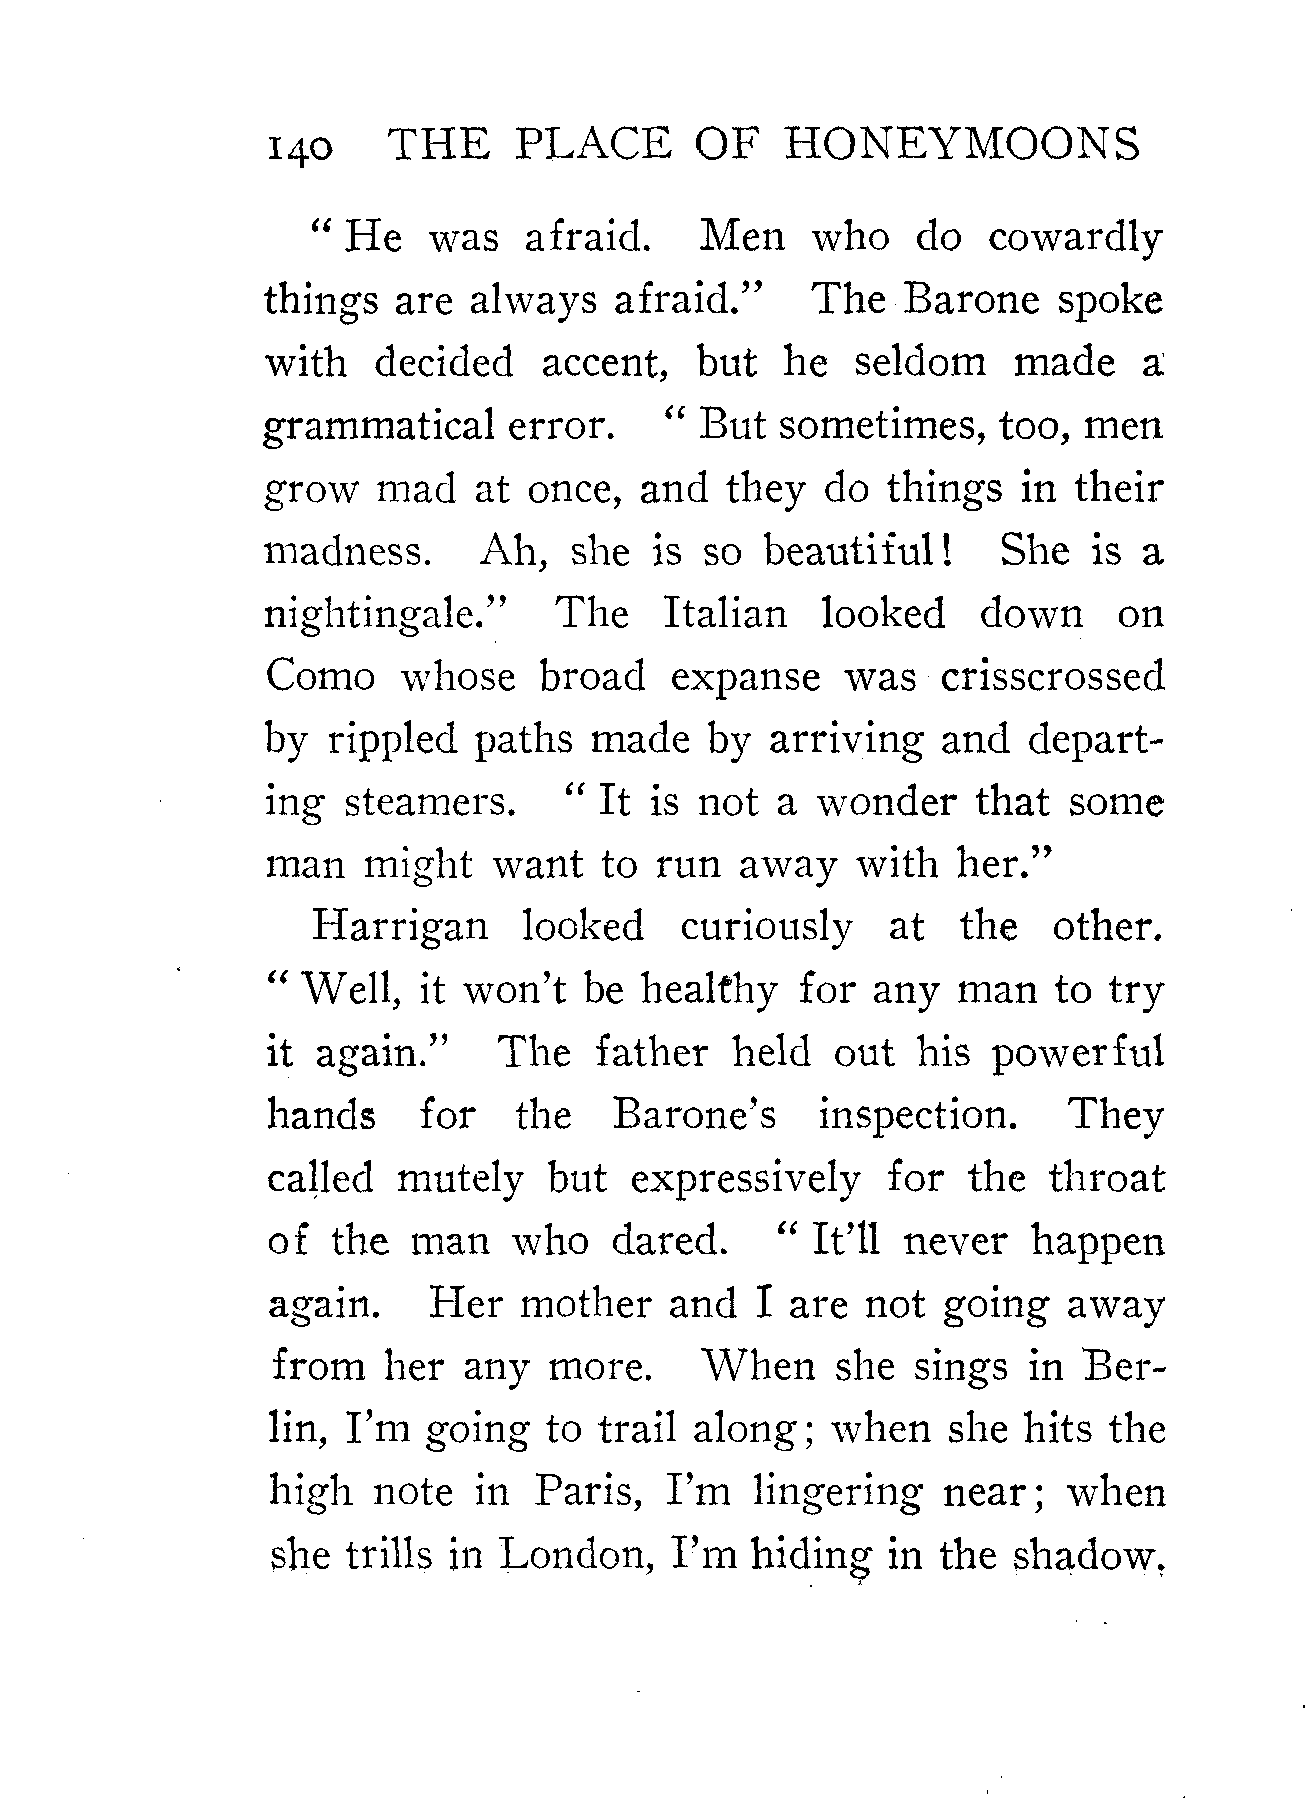 140 THE PLACE OF HONEYMOONS
“ He was afraid. Men who do cowardly
things are always afraid.” The Barone spoke
with decided accent, but he seldom made a
grammatical error. “ But sometimes, too, men
grow mad at once, and they do things in their
madness. Ah, she is so beautiful! She is a
nightingale.” The Italian looked down on
Como whose broad expanse was crisscrossed
by rippled paths made by arriving and depart-
ing steamers. “ It is not a wonder that some
man might want to run away with her.”
Harrigan looked curiously at the other.
“ Well, it won’t be healthy for any man to try
it again.” The father held out his powerful
hands for the Barone’s inspection. They
called mutely but expressively for the throat
of the man who dared. “ It’ll never happen
again. Her mother and I are not going away
from her any more. When she sings in Ber-
lin, I’m going to trail along; when she hits the
high note in Paris, I’m lingering near; when
she trills in London, I’m hiding in the shadow.